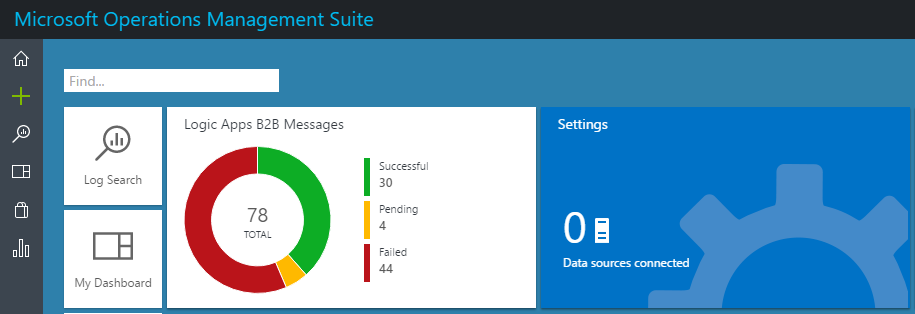 Microsoft Operations Management Suite
Find...
Log Search
My Dashboard
Logic Apps B2B Messages
78
TOTAL
Successful
30
Pending
4
Failed
44
Settings
0
Data sources connected